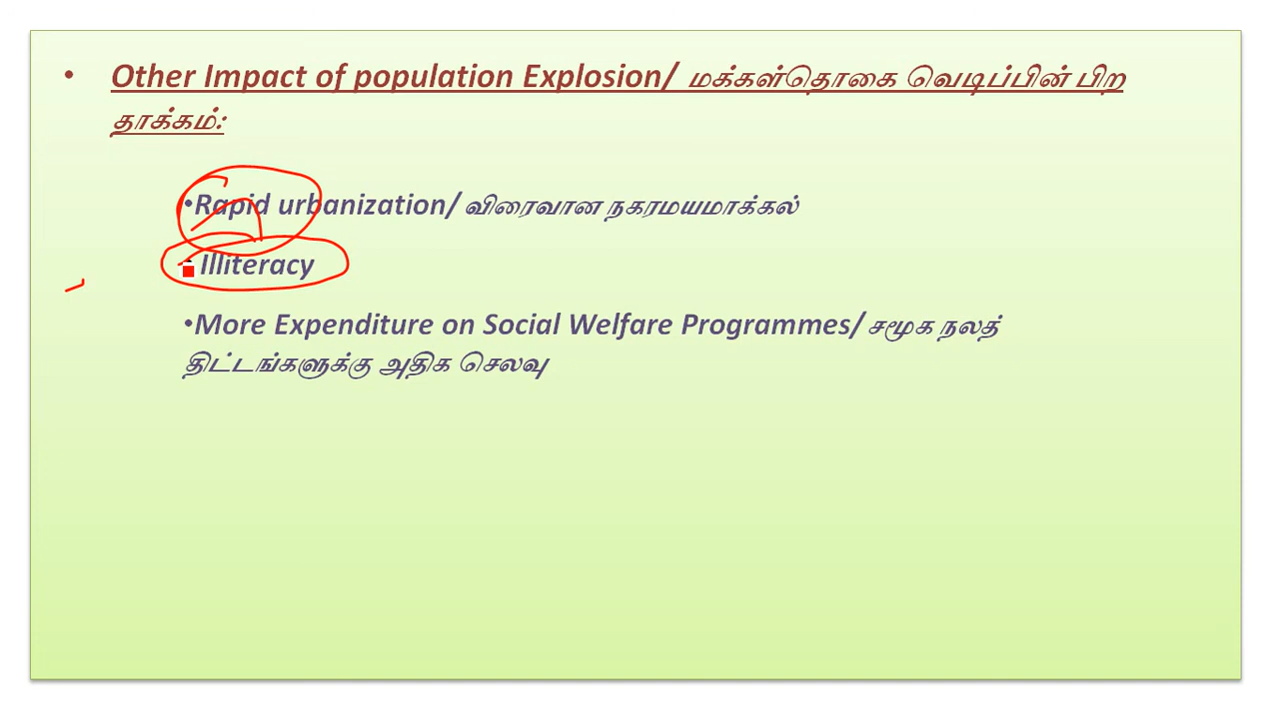 • Other Impact of population Explosion/ மக்கள்தொகை வெடிப்பின் பிற
தாக்கம்:
•Rapid urbanization/ விரைவான நகரமயமாக்கல்
Illiteracy
•More Expenditure on Social Welfare Programmes/ சமூக நலத்
திட்டங்களுக்கு அதிக செலவு